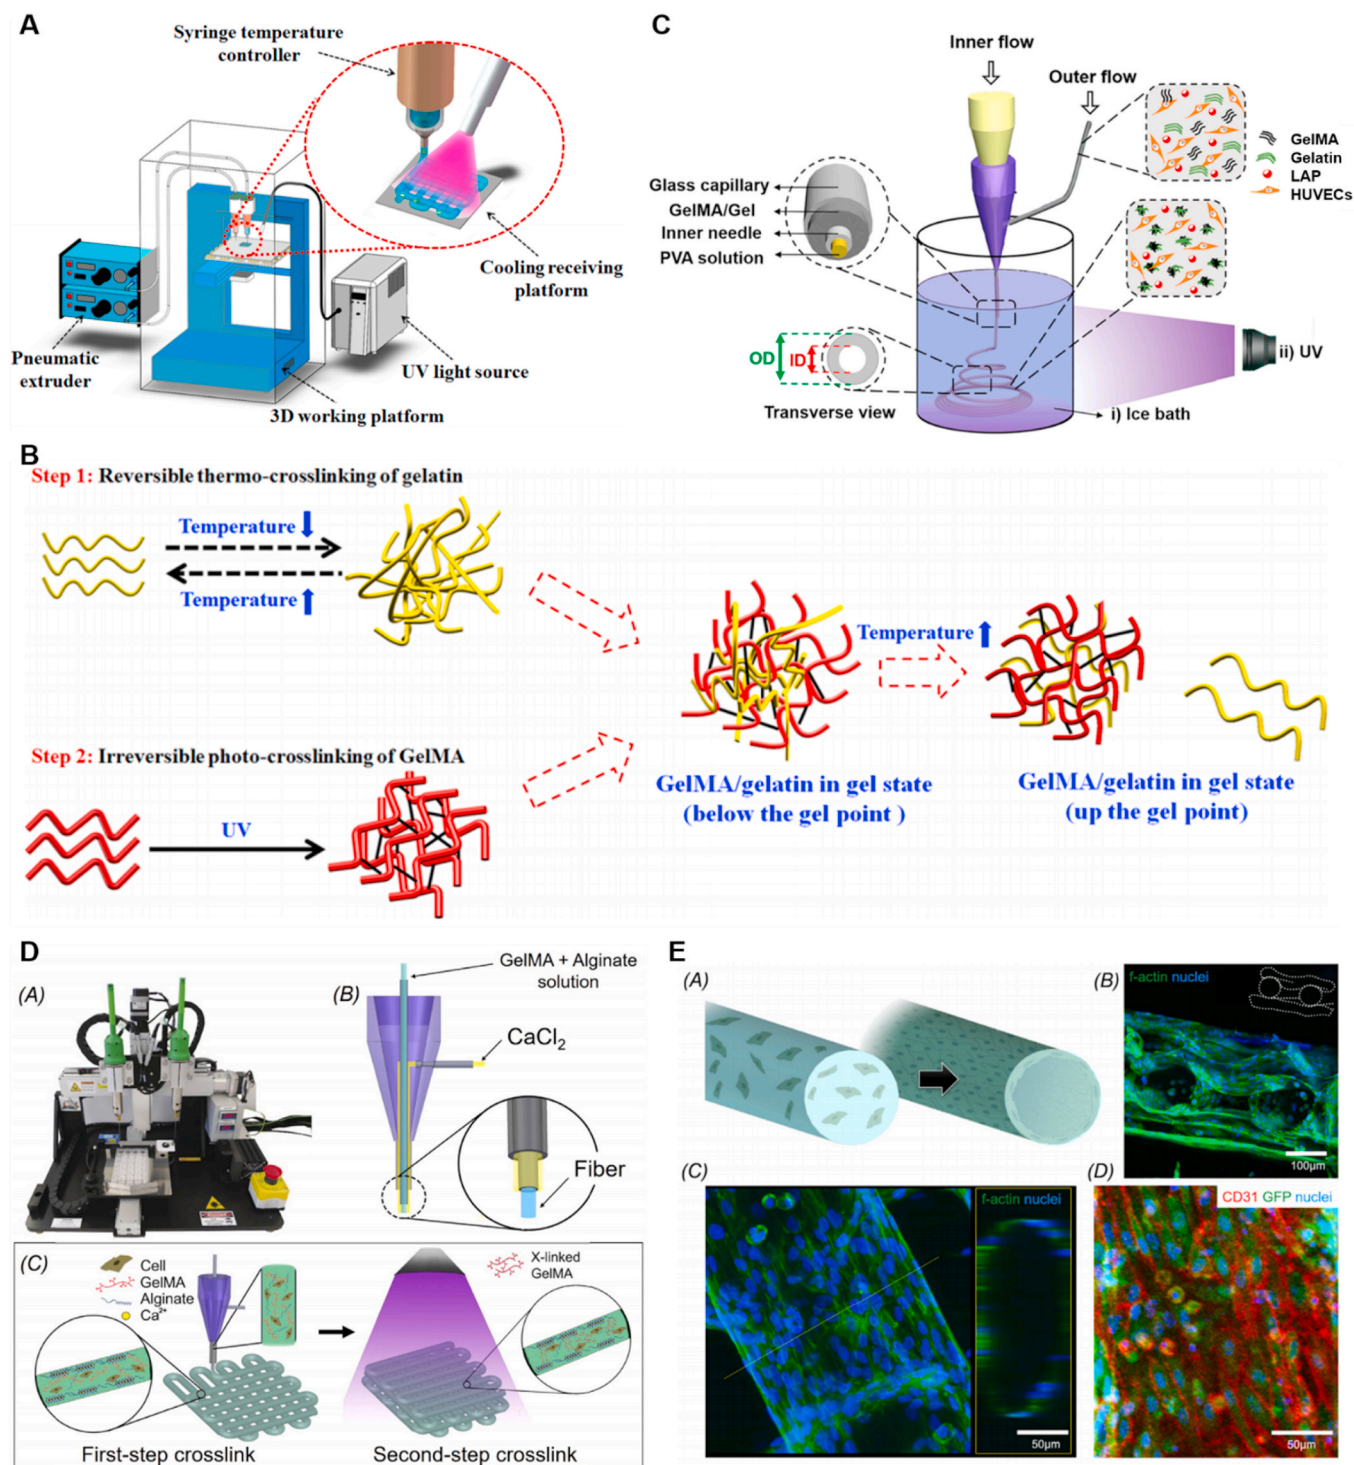 A
Syringe temperature
controller
Cooling receiving
platform
Pneumatic
extruder
UV light source
3D working platform
C
Inner flow
Outer flow
GelMA
Gelatin
LAP
HUVECs
Glass capillary
GelMA/Gel
Inner needle
PVA solution
OD
ID
Transverse view
ii) UV
i) Ice bath
B
Step 1: Reversible thermo-crosslinking of gelatin
Temperature
Temperature
Temperature
Step 2: Irreversible photo-crosslinking of GelMA
UV
GelMA/gelatin in gel state
(below the gel point )
GelMA/gelatin in gel state
(up the gel point)
D
(A)
(B)
GelMA + Alginate
solution
CaCl2
Fiber
(C)
Cell
GelMA
Alginate
Ca2+
X-linked
GelMA
First-step crosslink
Second-step crosslink
E
(A)
(B)
f-actin nuclei
100μm
(C)
f-actin nuclei
50μm
(D)
CD31 GFP nuclei
50μm